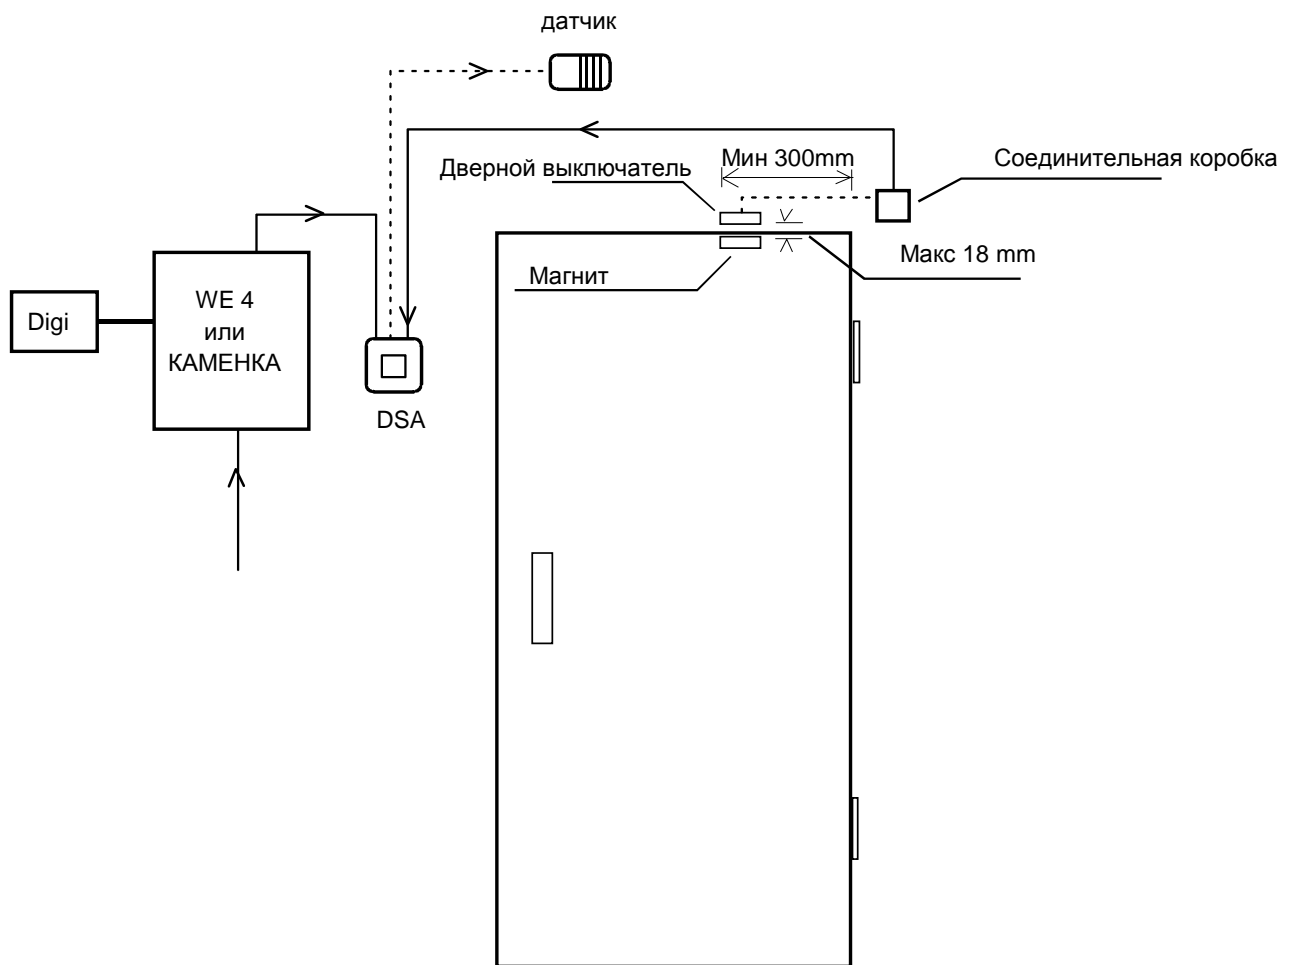 датчик
Мин 300mm
Соединительная коробка
Дверной выключатель
Макс 18 mm
Магнит
WE 4
или
КАМЕНКА
Digi
DSA